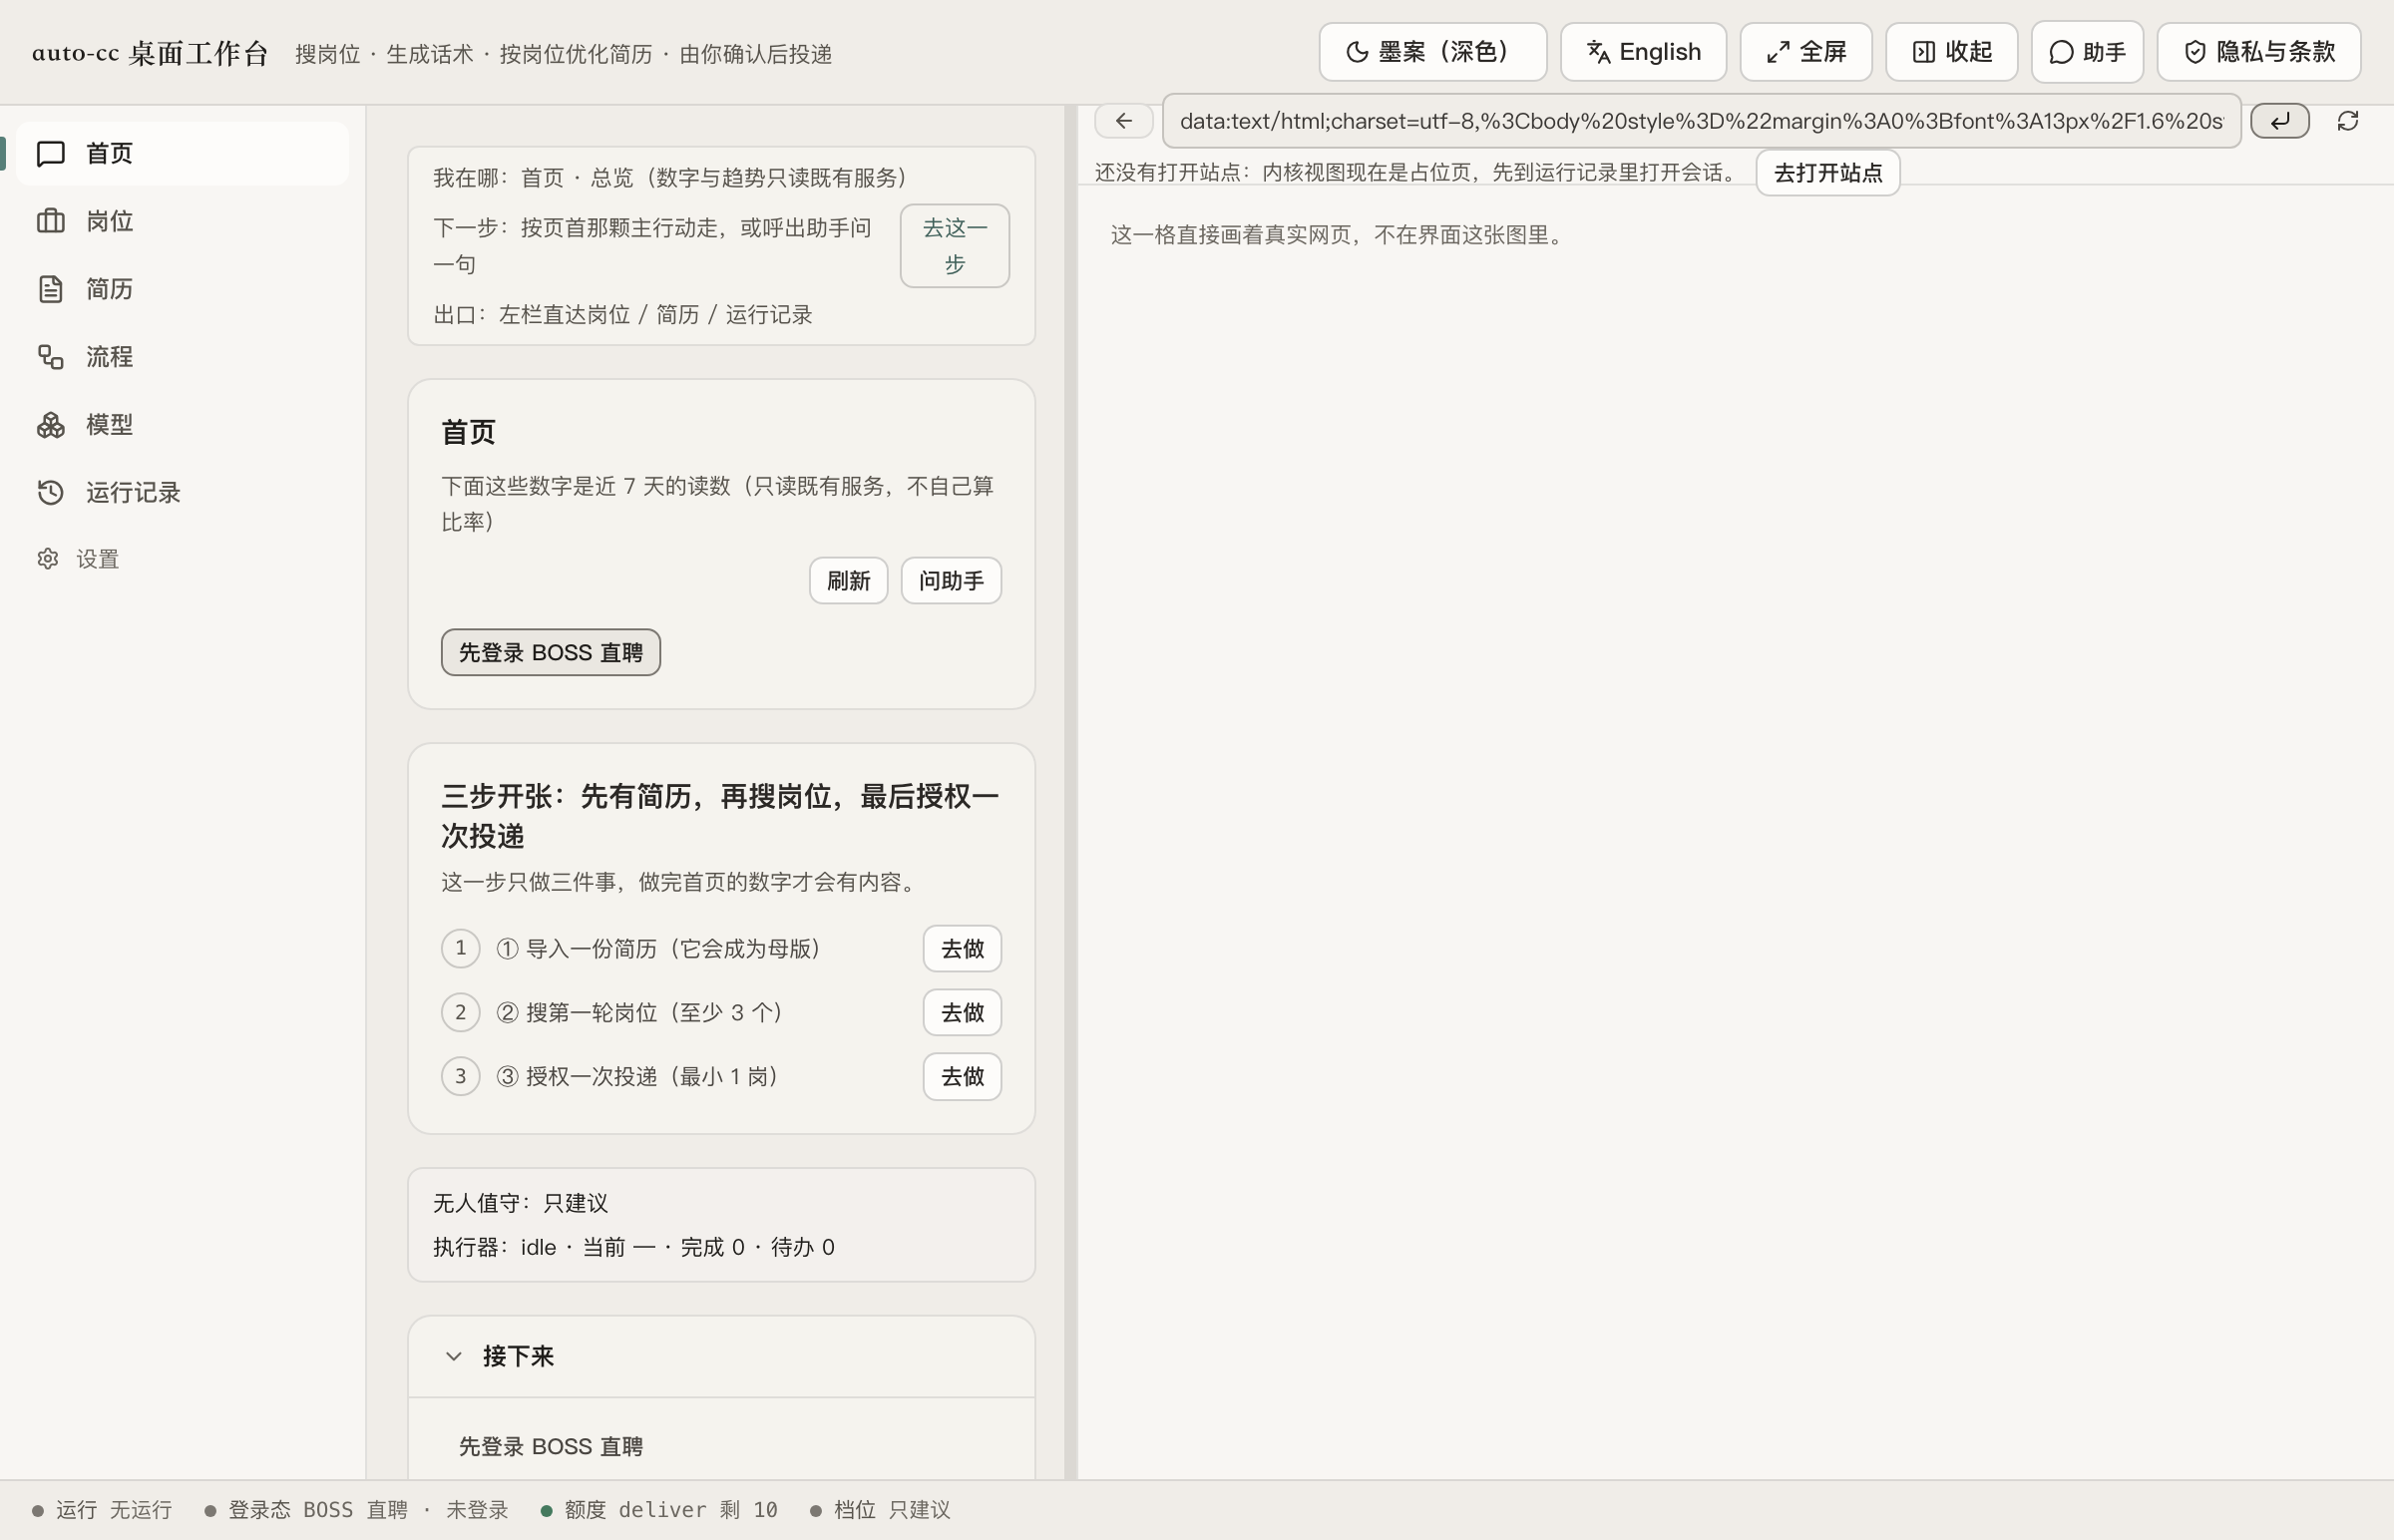 auto-cc 桌面工作台
搜岗位 · 生成话术 · 按岗位优化简历 · 由你确认后投递
墨案（深色）
English
全屏
收起
助手
隐私与条款
首页
岗位
简历
流程
模型
运行记录
设置
我在哪：首页 · 总览（数字与趋势只读既有服务）
下一步：按页首那颗主行动走，或呼出助手问
一句
去这一
步
出口：左栏直达岗位 / 简历 / 运行记录
首页
下面这些数字是近 7 天的读数（只读既有服务，不自己算
比率）
刷新
问助手
先登录 BOSS 直聘
三步开张：先有简历，再搜岗位，最后授权一
次投递
这一步只做三件事，做完首页的数字才会有内容。
1 ① 导入一份简历（它会成为母版） 去做
2 ② 搜第一轮岗位（至少 3 个） 去做
3 ③ 授权一次投递（最小 1 岗） 去做
无人值守：只建议
执行器：idle · 当前 — · 完成 0 · 待办 0
接下来
先登录 BOSS 直聘
data:text/html;charset=utf-8,%3Cbody%20style%3D%22margin%3A0%3Bfont%3A13px%2F1.6%20s
还没有打开站点：内核视图现在是占位页，先到运行记录里打开会话。
去打开站点
这一格直接画着真实网页，不在界面这张图里。
运行 无运行
登录态 BOSS 直聘 · 未登录
额度 deliver 剩 10
档位 只建议